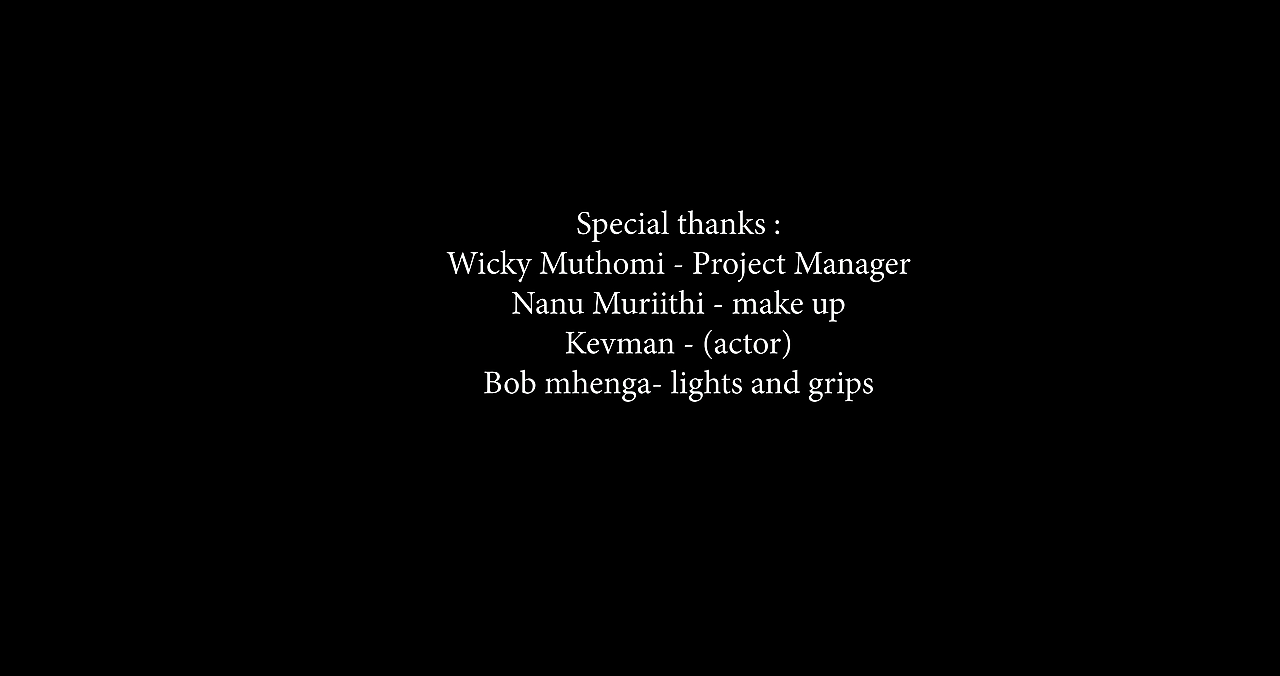 Special thanks :
Wicky Muthomi - Project Manager
Nanu Muriithi - make up
Kevman - (actor)
Bob mhenga- lights and grips